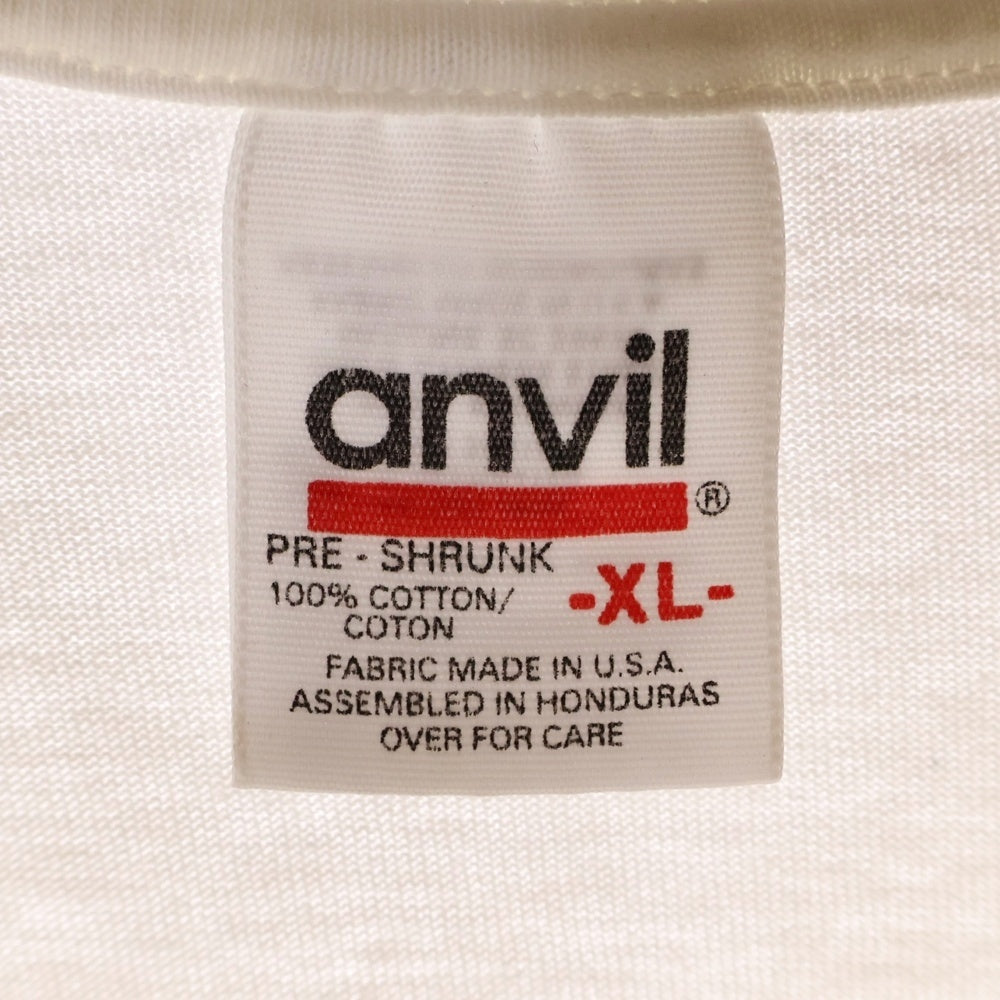 anvil
®
PRE - SHRUNK
100% COTTON/
COTON
-XL-
FABRIC MADE IN U.S.A.
ASSEMBLED IN HONDURAS
OVER FOR CARE